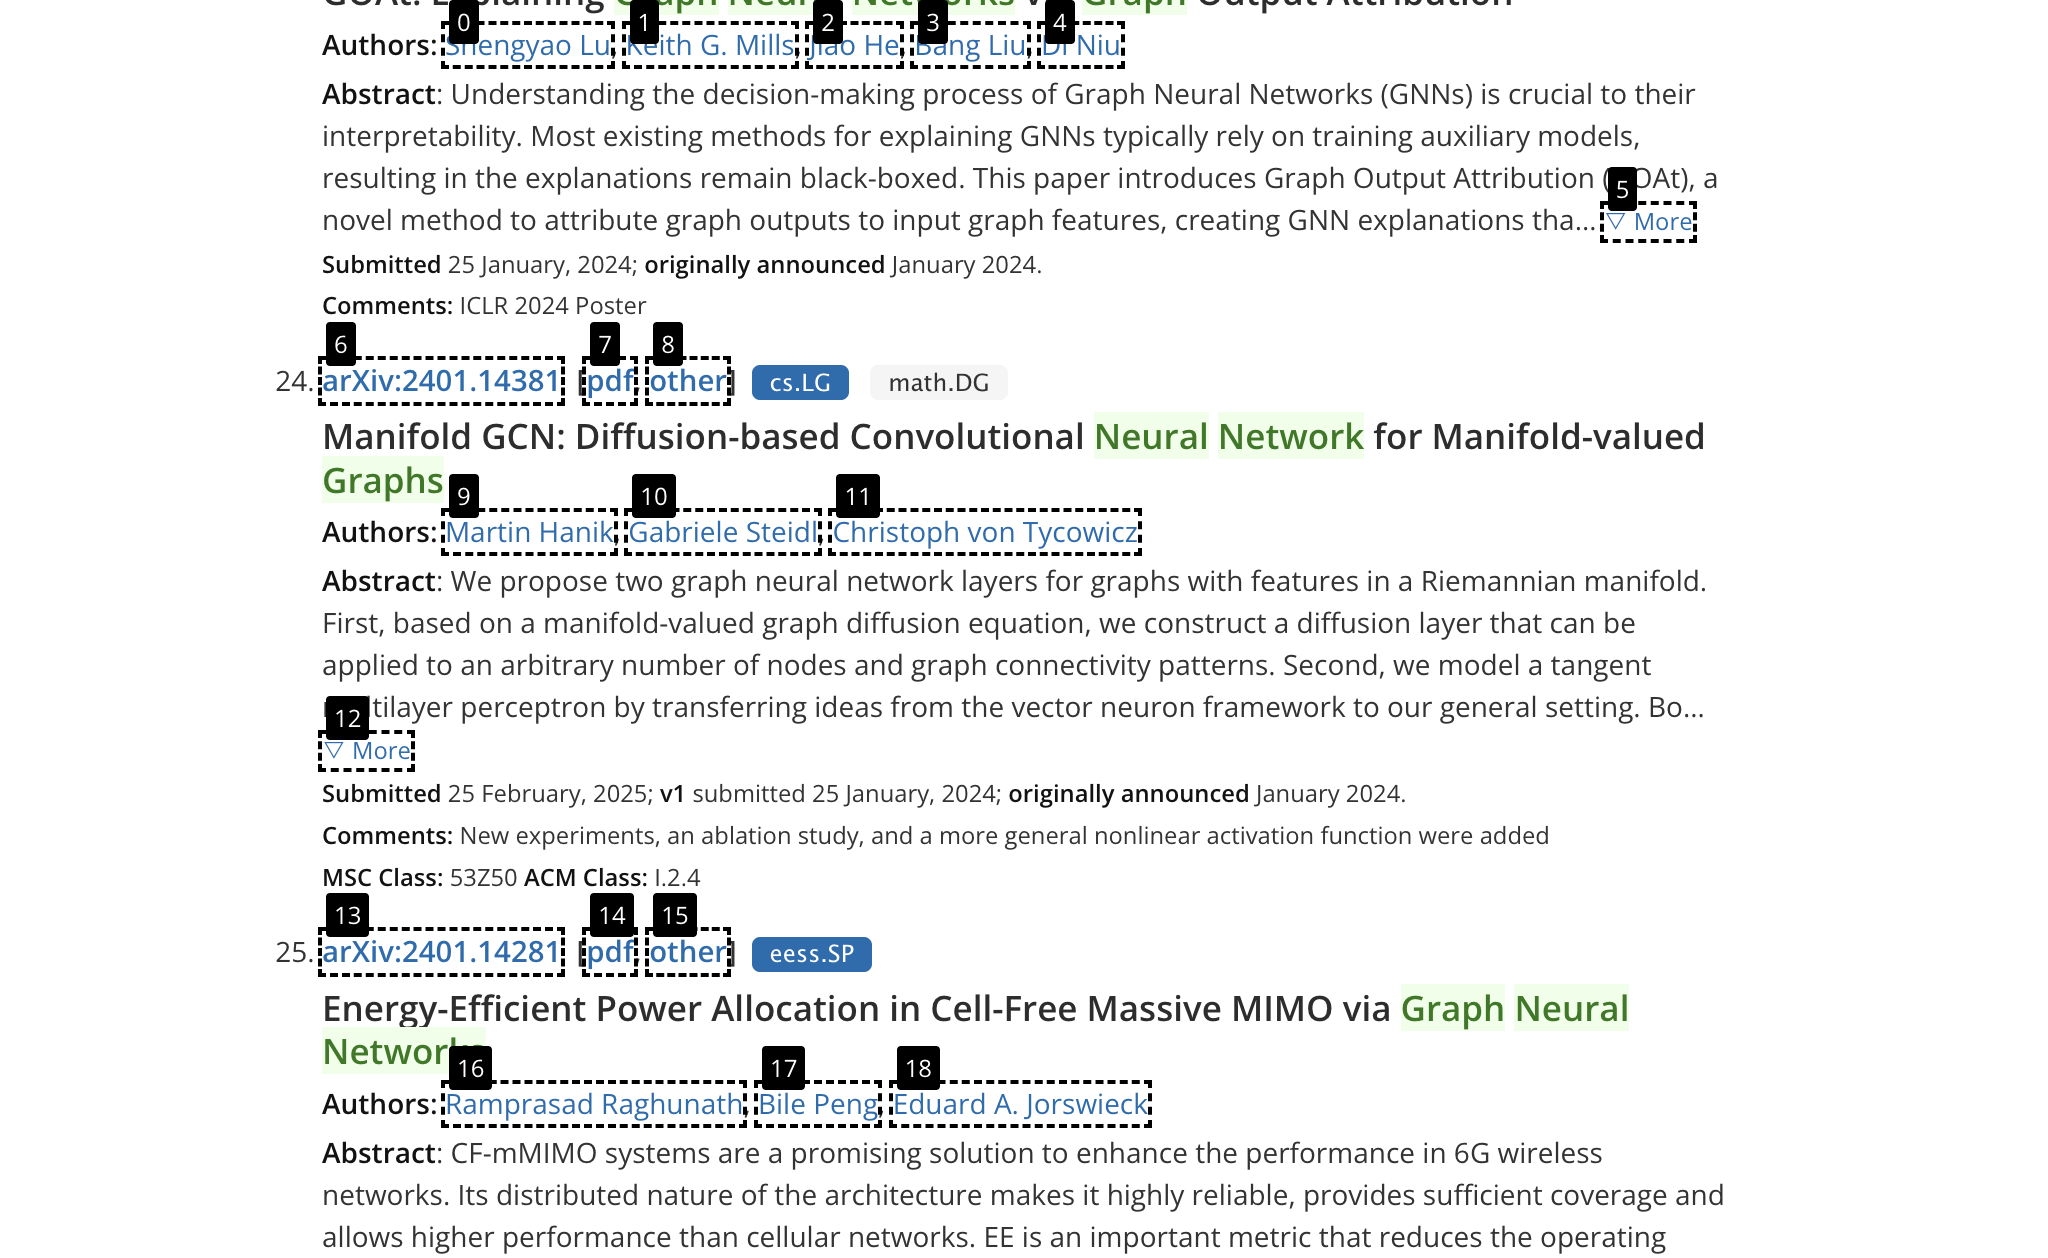 Output Attribution
0 1 2 3 4
Authors: Shengyao Lu, Keith G. Mills, Jiao He, Bang Liu, Di Niu
Abstract: Understanding the decision-making process of Graph Neural Networks (GNNs) is crucial to their
interpretability. Most existing methods for explaining GNNs typically rely on training auxiliary models,
resulting in the explanations remain black-boxed. This paper introduces Graph Output Attribution (GOAt), a
5
novel method to attribute graph outputs to input graph features, creating GNN explanations tha... ▽ More
Submitted 25 January, 2024; originally announced January 2024.
Comments: ICLR 2024 Poster
6 7 8
24. arXiv:2401.14381 [pdf, other] cs.LG math.DG
Manifold GCN: Diffusion-based Convolutional Neural Network for Manifold-valued
Graphs
9 10 11
Authors: Martin Hanik, Gabriele Steidl, Christoph von Tycowicz
Abstract: We propose two graph neural network layers for graphs with features in a Riemannian manifold.
First, based on a manifold-valued graph diffusion equation, we construct a diffusion layer that can be
applied to an arbitrary number of nodes and graph connectivity patterns. Second, we model a tangent
multilayer perceptron by transferring ideas from the vector neuron framework to our general setting. Bo...
12
▽ More
Submitted 25 February, 2025; v1 submitted 25 January, 2024; originally announced January 2024.
Comments: New experiments, an ablation study, and a more general nonlinear activation function were added
MSC Class: 53Z50 ACM Class: I.2.4
13 14 15
25. arXiv:2401.14281 [pdf, other] eess.SP
Energy-Efficient Power Allocation in Cell-Free Massive MIMO via Graph Neural
Networks
16 17 18
Authors: Ramprasad Raghunath, Bile Peng, Eduard A. Jorswieck
Abstract: CF-mMIMO systems are a promising solution to enhance the performance in 6G wireless
networks. Its distributed nature of the architecture makes it highly reliable, provides sufficient coverage and
allows higher performance than cellular networks. EE is an important metric that reduces the operating